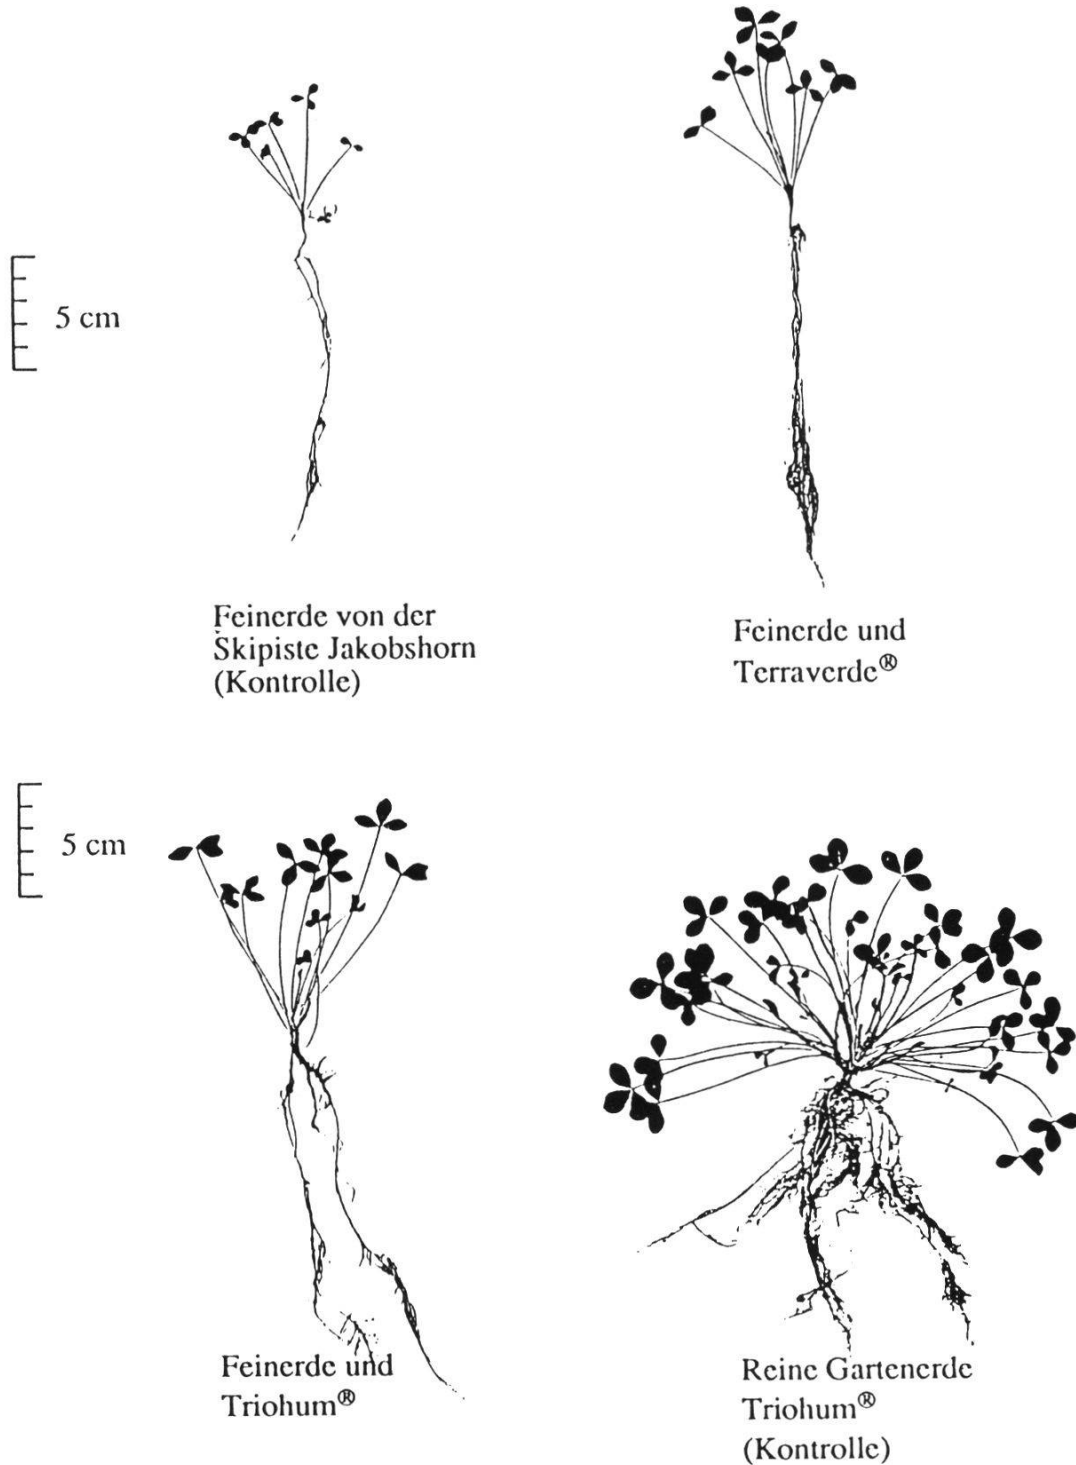 5 cm
Feinerde von der
Skipiste Jakobshorn
(Kontrolle)
Feinerde und
Terraverde®
5 cm
Feinerde und
Triohum®
Reine Gartenerde
Triohum®
(Kontrolle)